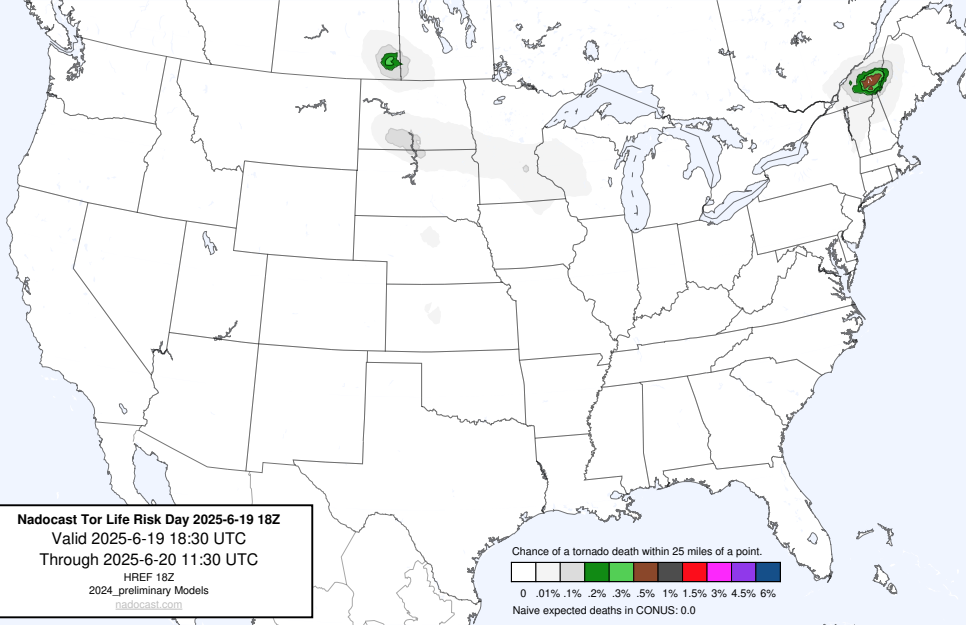 Nadocast Tor Life Risk Day 2025-6-19 18Z
Valid 2025-6-19 18:30 UTC
Through 2025-6-20 11:30 UTC
HREF 18Z
2024_preliminary Models
nadocast.com
Chance of a tornado death within 25 miles of a point.
0 .01% .1% .2% .3% .5% 1% 1.5% 3% 4.5% 6%
Naive expected deaths in CONUS: 0.0